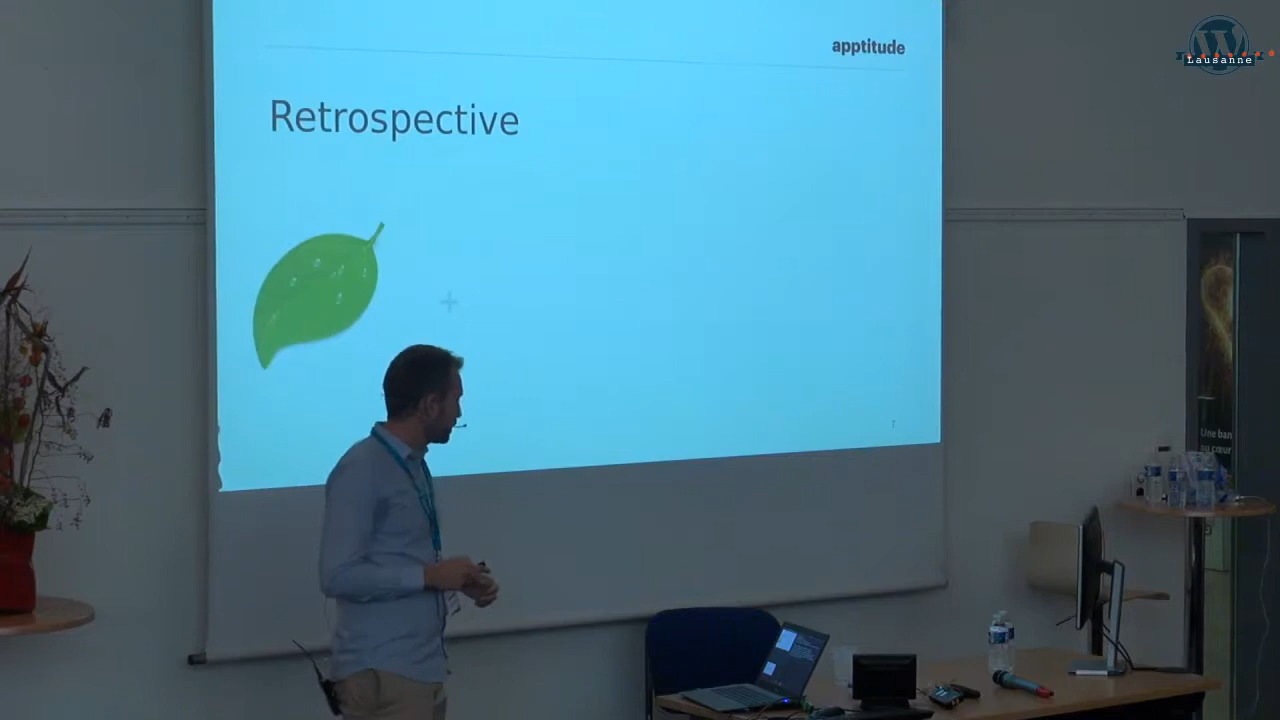 apptitude
Lausanne
Retrospective
+
Une ban
au cœur